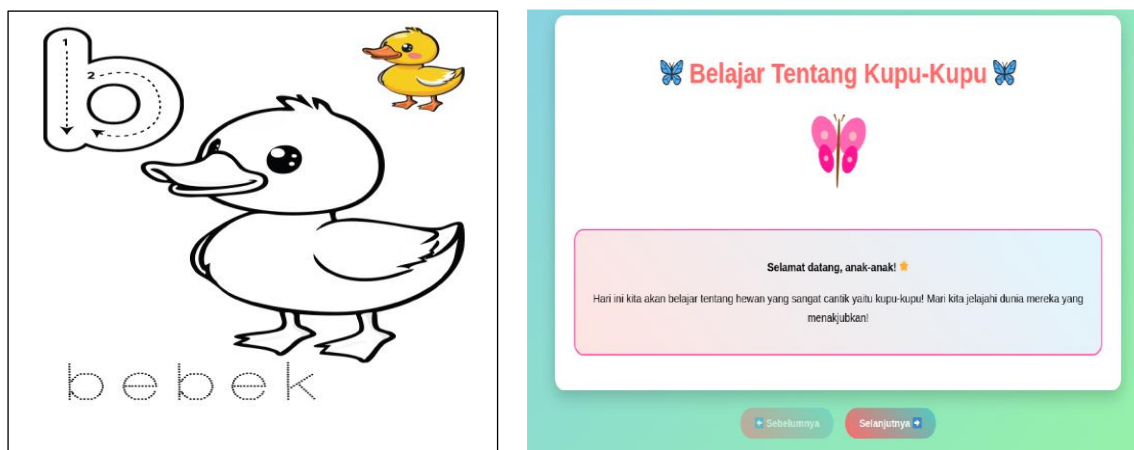 b
1
2
bebek
Belajar Tentang Kupu-Kupu
Selamat datang, anak-anak!
Hari ini kita akan belajar tentang hewan yang sangat cantik yaitu kupu-kupu! Mari kita jelajahi dunia mereka yang
menakjubkan!
Sebelumnya
Selanjutnya